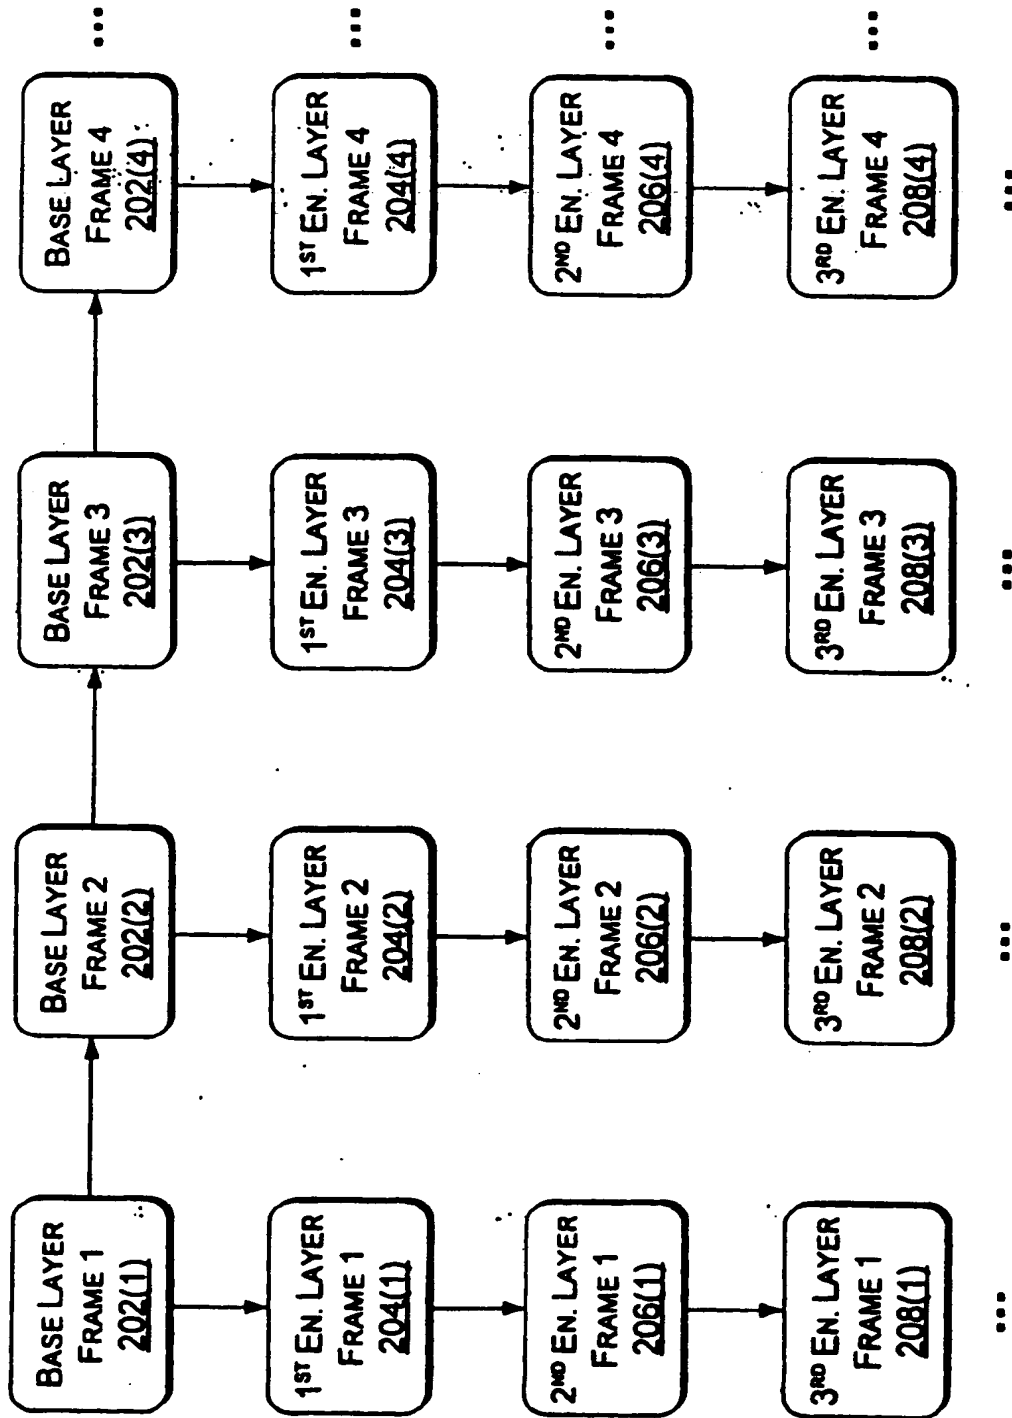 BASE LAYER
FRAME 1
202(1)
BASE LAYER
FRAME 2
202(2)
BASE LAYER
FRAME 3
202(3)
BASE LAYER
FRAME 4
202(4)
...
1ST EN. LAYER
FRAME 1
204(1)
1ST EN. LAYER
FRAME 2
204(2)
1ST EN. LAYER
FRAME 3
204(3)
1ST EN. LAYER
FRAME 4
204(4)
...
2ND EN. LAYER
FRAME 1
206(1)
2ND EN. LAYER
FRAME 2
206(2)
2ND EN. LAYER
FRAME 3
206(3)
2ND EN. LAYER
FRAME 4
206(4)
...
3RD EN. LAYER
FRAME 1
208(1)
3RD EN. LAYER
FRAME 2
208(2)
3RD EN. LAYER
FRAME 3
208(3)
3RD EN. LAYER
FRAME 4
208(4)
...
... ... ... ...